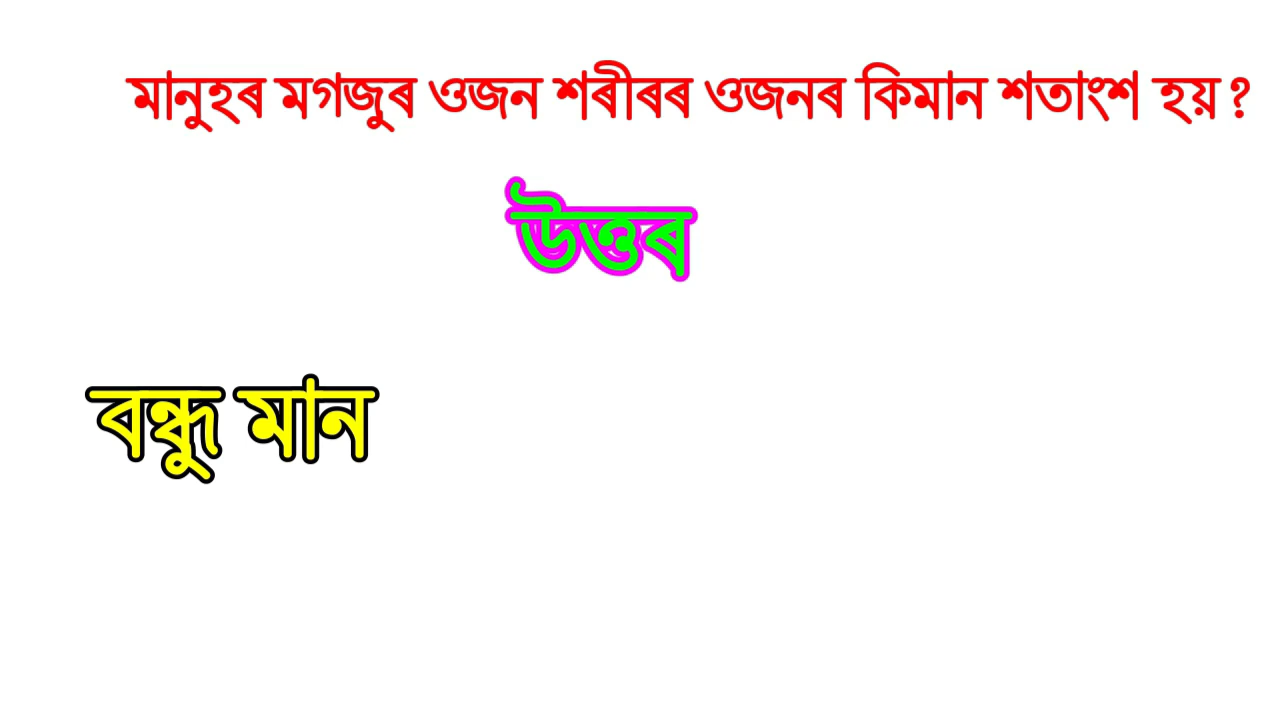 মানুহৰ মগজুৰ ওজন শৰীৰৰ ওজনৰ কিমান শতাংশ হয় ?
উত্তৰ
বন্ধু মান